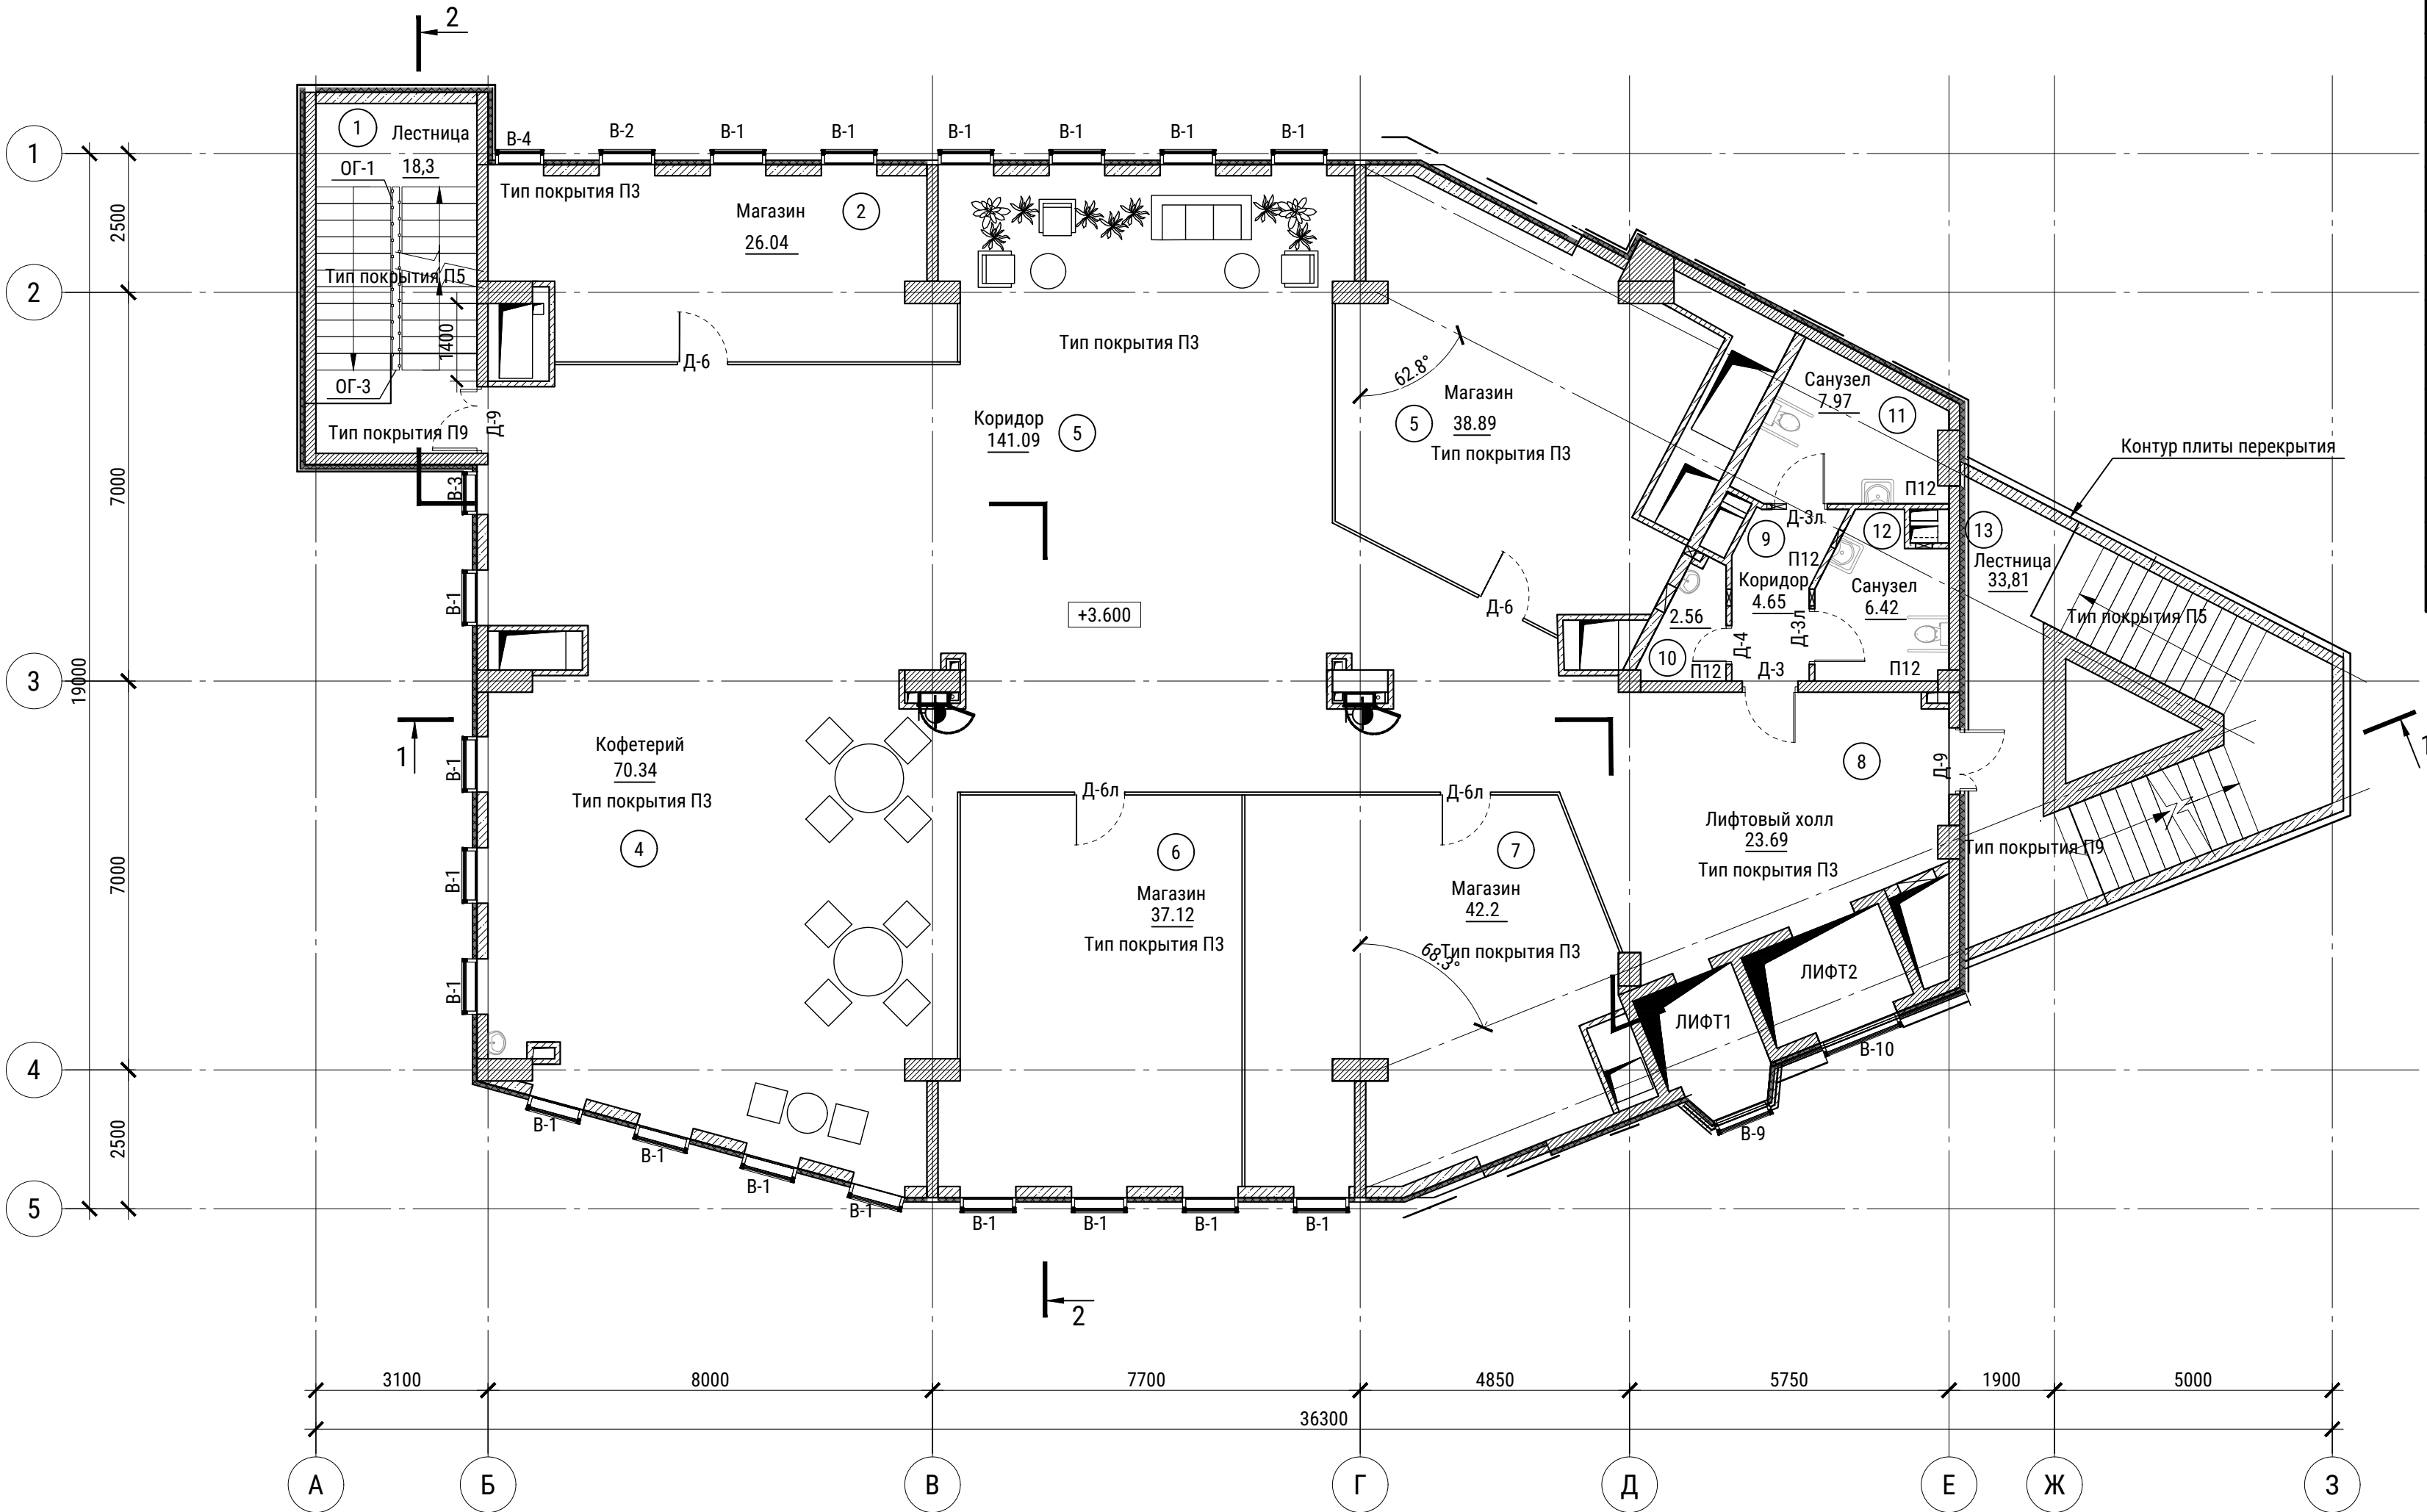 2
1
Лестница
18,3
ОГ-1
Тип покрытия П5
1400
ОГ-3
Тип покрытия П9
Д-9
В-4
В-2
В-1
В-1
В-1
В-1
В-1
В-1
Тип покрытия П3
Магазин
2
26.04
Д-6
Тип покрытия П3
Коридор
141.09
5
+3.600
62.8°
Магазин
5
38.89
Тип покрытия П3
Д-6
Санузел
7.97
11
П12
Д-3л
9
П12
Коридор
4.65
12
Санузел
6.42
П12
Д-3л
Д-4
2.56
10
П12
Д-3
13
Лестница
33,81
Контур плиты перекрытия
Тип покрытия П5
Тип покрытия П9
Д-9
8
Лифтовый холл
23.69
Тип покрытия П3
ЛИФТ1
ЛИФТ2
В-10
В-9
В-3
В-1
В-1
В-1
В-1
Кофетерий
70.34
Тип покрытия П3
4
Д-6л
6
Магазин
37.12
Тип покрытия П3
Д-6л
7
Магазин
42.2
Тип покрытия П3
68.3°
В-1
В-1
В-1
В-1
В-1
В-1
В-1
В-1
1
1
2
1
2
3
4
5
2500
7000
7000
2500
19000
3100
8000
7700
4850
5750
1900
5000
36300
А
Б
В
Г
Д
Е
Ж
З